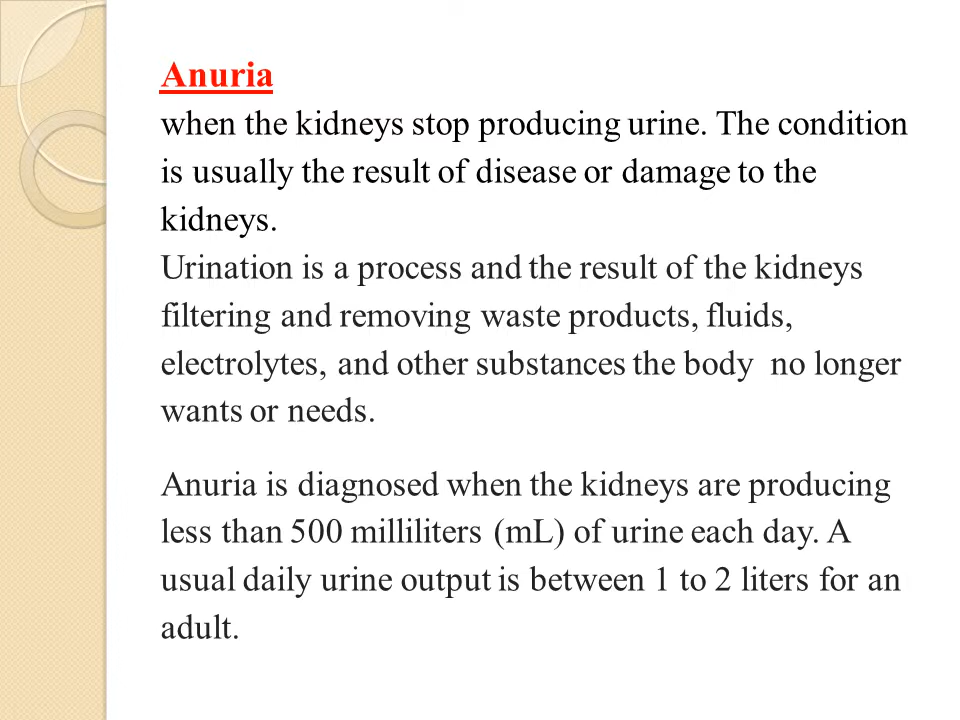 Anuria
when the kidneys stop producing urine. The condition
is usually the result of disease or damage to the
kidneys.
Urination is a process and the result of the kidneys
filtering and removing waste products, fluids,
electrolytes, and other substances the body  no longer
wants or needs.
Anuria is diagnosed when the kidneys are producing
less than 500 milliliters (mL) of urine each day. A
usual daily urine output is between 1 to 2 liters for an
adult.